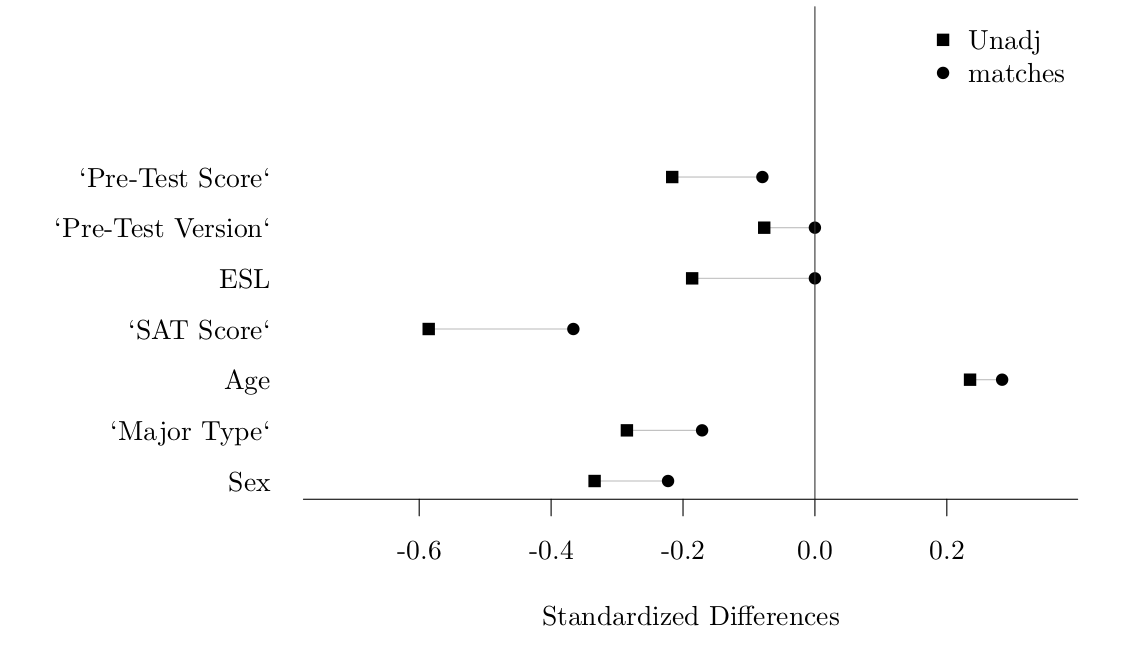 Unadj
matches
‘Pre-Test Score‘
‘Pre-Test Version‘
ESL
‘SAT Score‘
Age
‘Major Type‘
Sex
-0.6 -0.4 -0.2 0.0 0.2
Standardized Differences